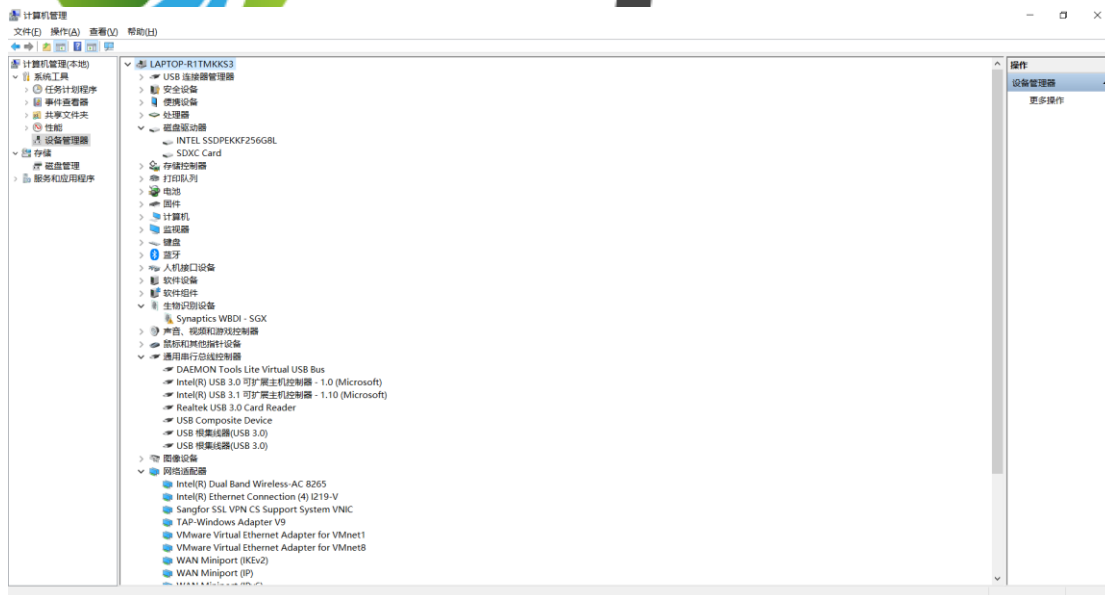 计算机管理
文件(F) 操作(A) 查看(V) 帮助(H)
计算机管理(本地)
系统工具
任务计划程序
事件查看器
共享文件夹
性能
设备管理器
存储
磁盘管理
服务和应用程序
LAPTOP-R1TMKKS3
USB 连接器管理器
安全设备
便携设备
处理器
磁盘驱动器
INTEL SSDPEKKF256G8L
SDXC Card
存储控制器
打印队列
电池
固件
计算机
监视器
键盘
蓝牙
人机接口设备
软件设备
软件组件
生物识别设备
Synaptics WBDI - SGX
声音、视频和游戏控制器
鼠标和其他指针设备
通用串行总线控制器
DAEMON Tools Lite Virtual USB Bus
Intel(R) USB 3.0 可扩展主机控制器 - 1.0 (Microsoft)
Intel(R) USB 3.1 可扩展主机控制器 - 1.10 (Microsoft)
Realtek USB 3.0 Card Reader
USB Composite Device
USB 根集线器(USB 3.0)
USB 根集线器(USB 3.0)
图像设备
网络适配器
Intel(R) Dual Band Wireless-AC 8265
Intel(R) Ethernet Connection (4) I219-V
Sangfor SSL VPN CS Support System VNIC
TAP-Windows Adapter V9
VMware Virtual Ethernet Adapter for VMnet1
VMware Virtual Ethernet Adapter for VMnet8
WAN Miniport (IKEv2)
WAN Miniport (IP)
WAN Miniport (IPv6)
操作
设备管理器
更多操作